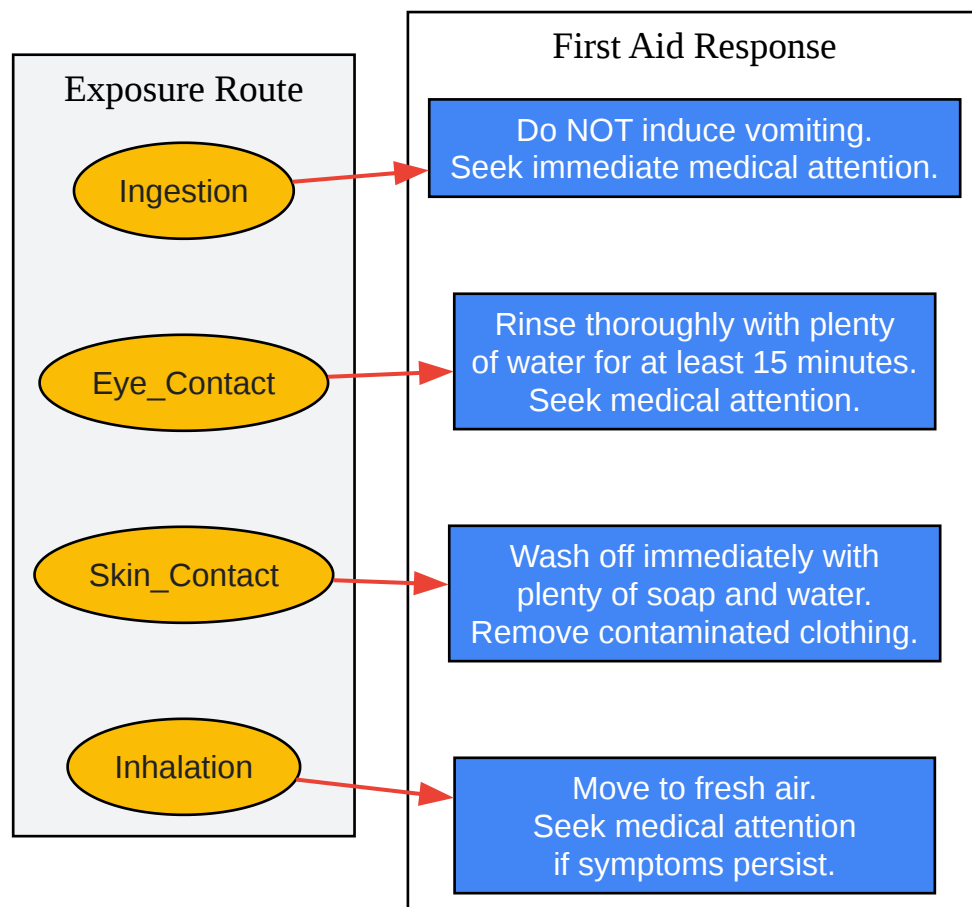 Exposure Route
Ingestion
Eye_Contact
Skin_Contact
Inhalation
First Aid Response
Do NOT induce vomiting.
Seek immediate medical attention.
Rinse thoroughly with plenty
of water for at least 15 minutes.
Seek medical attention.
Wash off immediately with
plenty of soap and water.
Remove contaminated clothing.
Move to fresh air.
Seek medical attention
if symptoms persist.